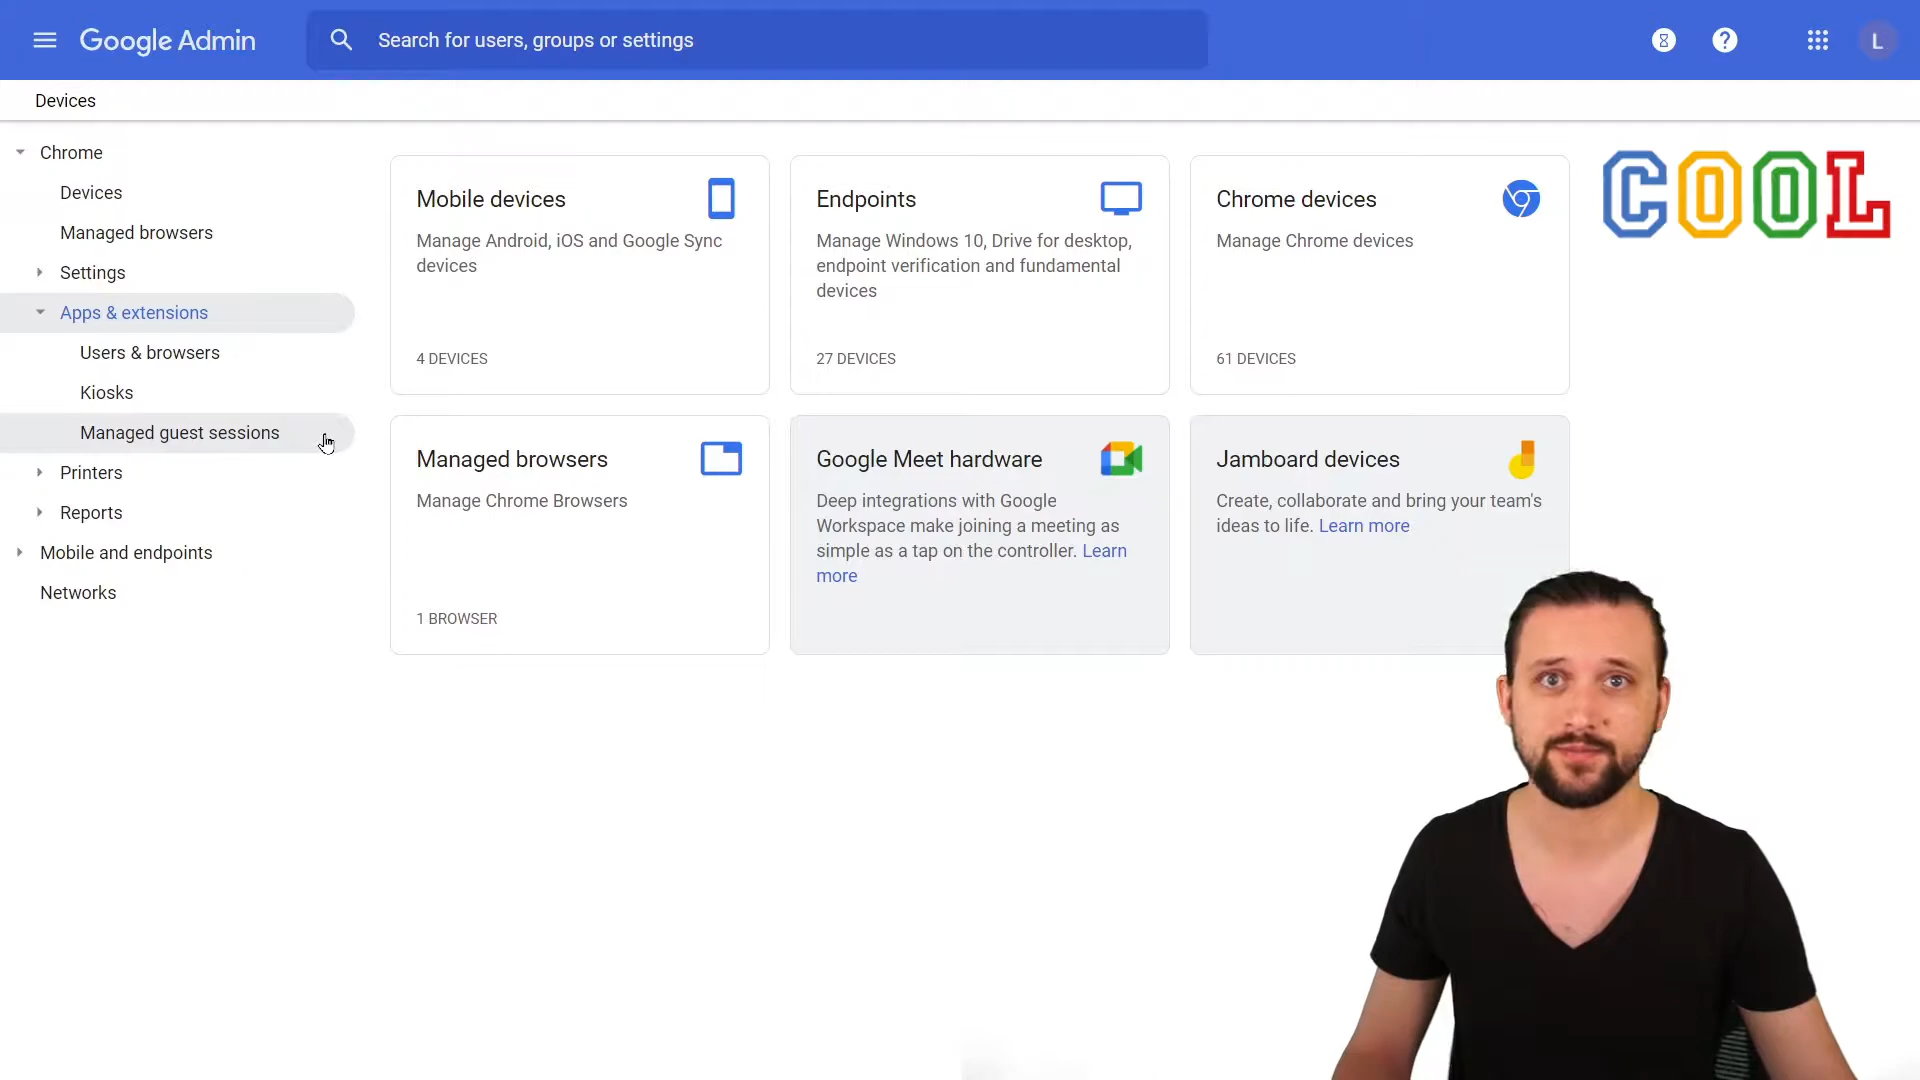 Google Admin
Search for users, groups or settings
L
Devices
Chrome
Devices
Managed browsers
Settings
Apps & extensions
Users & browsers
Kiosks
Managed guest sessions
Printers
Reports
Mobile and endpoints
Networks
Mobile devices
Manage Android, iOS and Google Sync
devices
4 DEVICES
Endpoints
Manage Windows 10, Drive for desktop,
endpoint verification and fundamental
devices
27 DEVICES
Chrome devices
Manage Chrome devices
61 DEVICES
COOL
Managed browsers
Manage Chrome Browsers
1 BROWSER
Google Meet hardware
Deep integrations with Google
Workspace make joining a meeting as
simple as a tap on the controller. Learn
more
Jamboard devices
Create, collaborate and bring your team's
ideas to life. Learn more